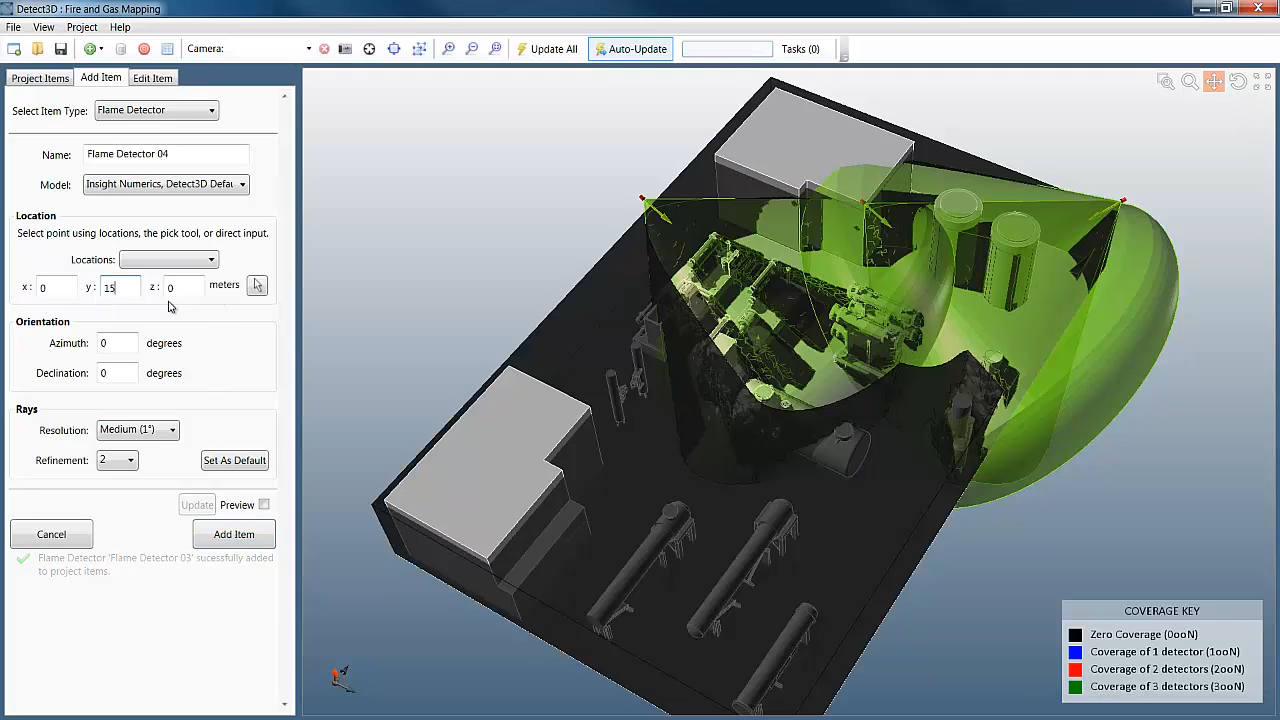 Detect3D : Fire and Gas Mapping
File View Project Help
Camera: Update All Auto-Update Tasks (0)
Project Items Add Item Edit Item
Select Item Type: Flame Detector
Name: Flame Detector 04
Model: Insight Numerics, Detect3D Defau
Location
Select point using locations, the pick tool, or direct input.
Locations:
x: 0 y: 15 z: 0 meters
Orientation
Azimuth: 0 degrees
Declination: 0 degrees
Rays
Resolution: Medium (1°)
Refinement: 2 Set As Default
Update Preview
Cancel Add Item
Flame Detector 'Flame Detector 03' sucessfully added
to project items.
COVERAGE KEY
Zero Coverage (0ooN)
Coverage of 1 detector (1ooN)
Coverage of 2 detectors (2ooN)
Coverage of 3 detectors (3ooN)